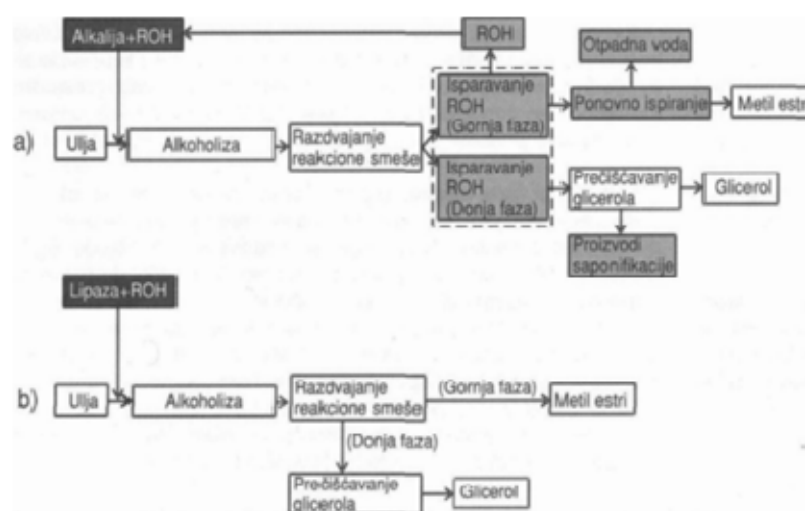 Alkalija+ROH
ROH
Otpadna voda
Isparavanje
ROH
(Gornja faza)
Ponovno ispiranje
Metil estri
a)
Ulja
Alkoholiza
Razdvajanje
reakcione smeše
Isparavanje
ROH
(Donja faza)
Prečišćavanje
glicerola
Glicerol
Proizvodi
saponifikacije
Lipaza+ROH
b)
Ulja
Alkoholiza
Razdvajanje
reakcione smeše
(Gornja faza)
Metil estri
(Donja faza)
Prečišćavanje
glicerola
Glicerol